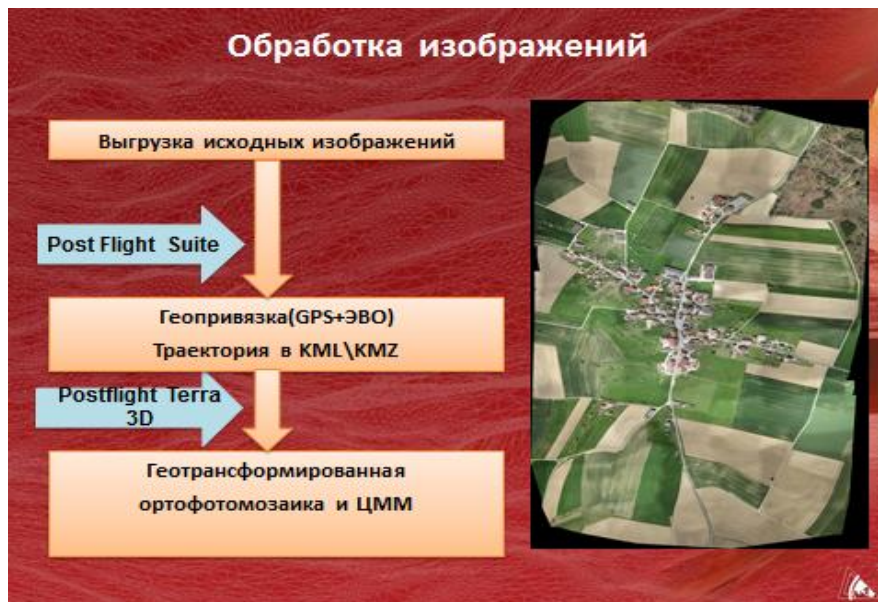 Обработка изображений
Выгрузка исходных изображений
Post Flight Suite
Геопривязка(GPS+ЭВО)
Траектория в KML\KMZ
Postflight Terra
3D
Геотрансформированная
ортофотомозаика и ЦММ